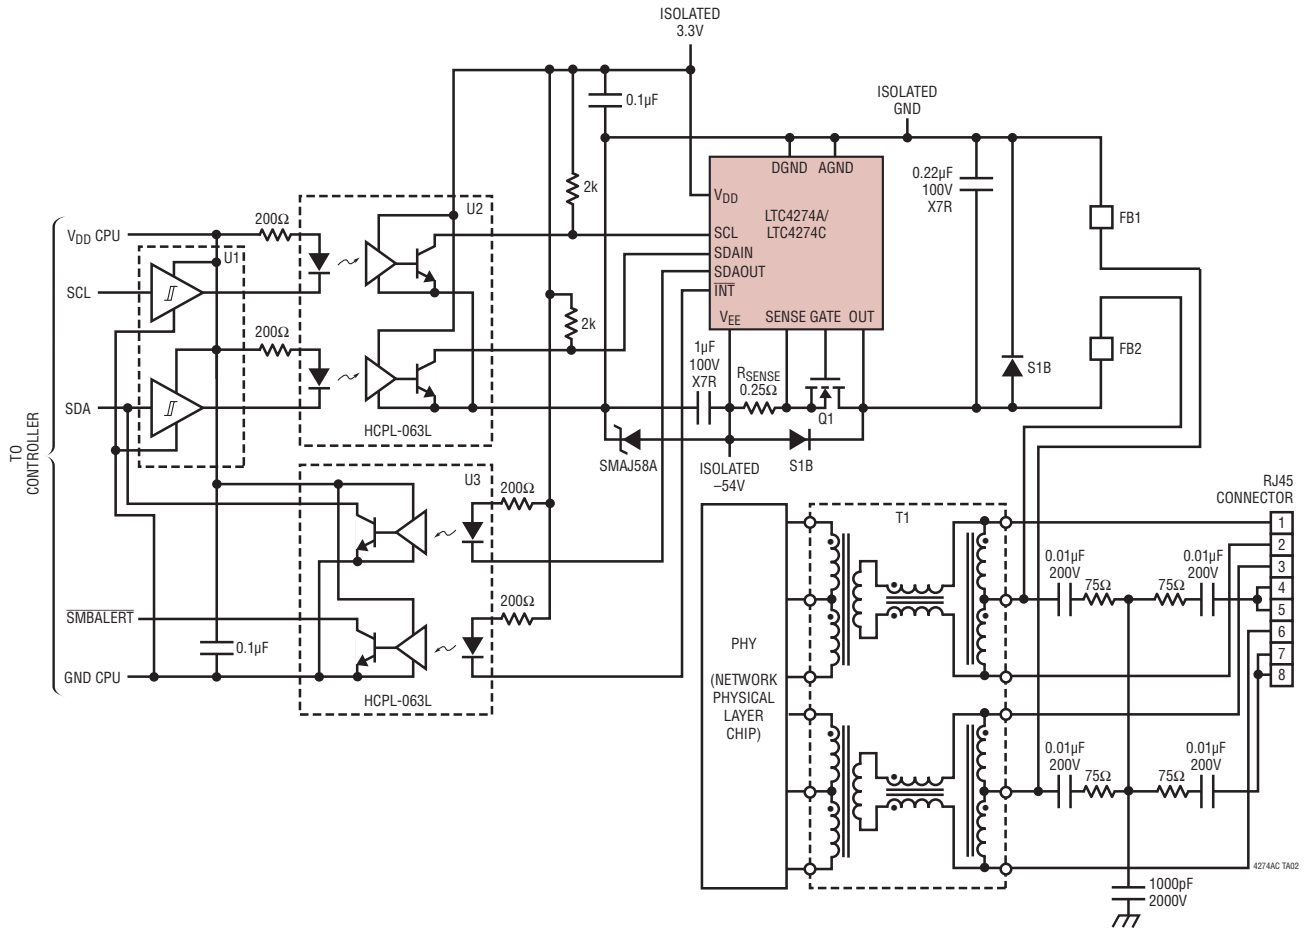 ISOLATED
3.3V
0.1µF
ISOLATED
GND
DGND AGND
0.22µF
100V
X7R
2k
VDD
LTC4274A/
LTC4274C
FB1
200Ω
U2
VDD CPU
SCL
SDAIN
SDAOUT
INT
U1
SCL
VEE SENSE GATE OUT
2k
200Ω
1µF
100V
X7R
RSENSE
0.25Ω
FB2
S1B
SDA
Q1
HCPL-063L
TO
CONTROLLER
SMAJ58A
ISOLATED
–54V
S1B
U3
200Ω
RJ45
CONNECTOR
T1
1
2
3
4
5
6
7
8
0.01µF
200V
75Ω
0.01µF
200V
75Ω
200Ω
SMBALERT
0.1µF
GND CPU
HCPL-063L
PHY
(NETWORK
PHYSICAL
LAYER
CHIP)
0.01µF
200V
75Ω
0.01µF
200V
75Ω
4274AC TA02
1000pF
2000V